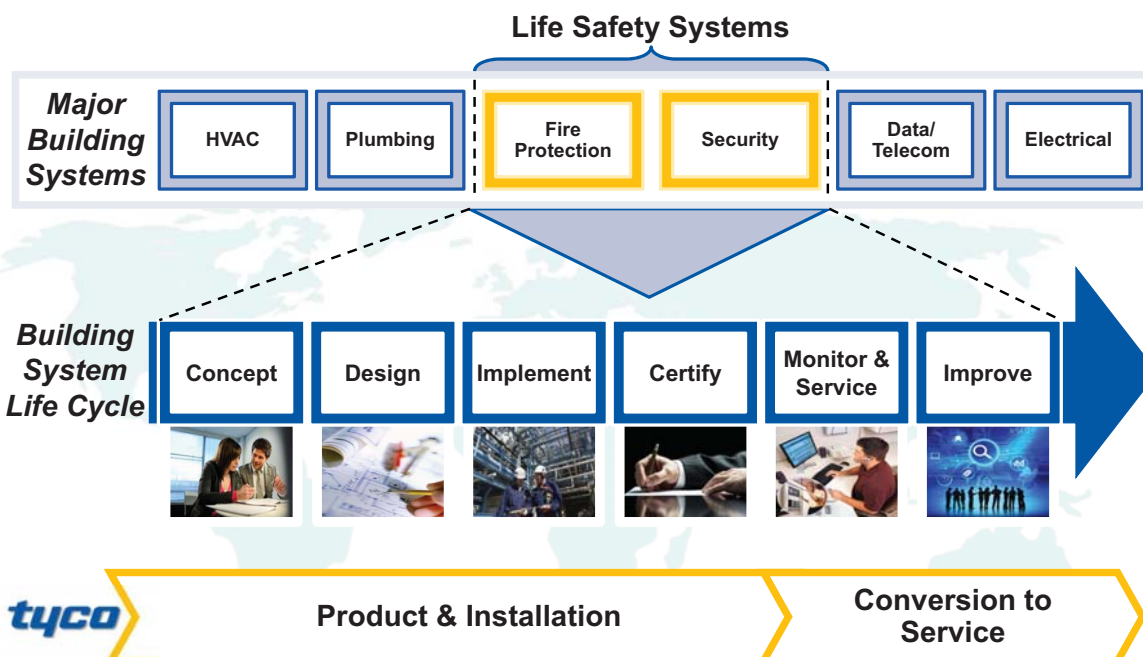 Life Safety Systems
Major
Building
Systems
HVAC
Plumbing
Fire
Protection
Security
Data/
Telecom
Electrical
Building
System
Life Cycle
Concept
Design
Implement
Certify
Monitor &
Service
Improve
tyco
Product & Installation
Conversion to
Service